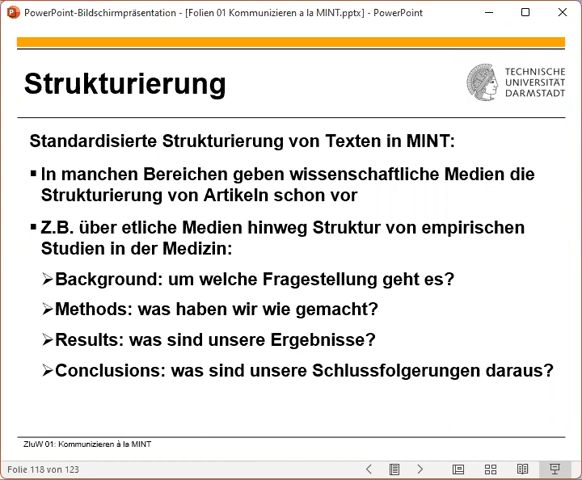 PowerPoint-Bildschirmpräsentation - [Folien 01 Kommunizieren a la MINT.pptx] - PowerPoint
Strukturierung
TECHNISCHE
UNIVERSITÄT
DARMSTADT
Standardisierte Strukturierung von Texten in MINT:
▪ In manchen Bereichen geben wissenschaftliche Medien die
Strukturierung von Artikeln schon vor
▪ Z.B. über etliche Medien hinweg Struktur von empirischen
Studien in der Medizin:
➢Background: um welche Fragestellung geht es?
➢Methods: was haben wir wie gemacht?
➢Results: was sind unsere Ergebnisse?
➢Conclusions: was sind unsere Schlussfolgerungen daraus?
ZIuW 01: Kommunizieren à la MINT
Folie 118 von 123